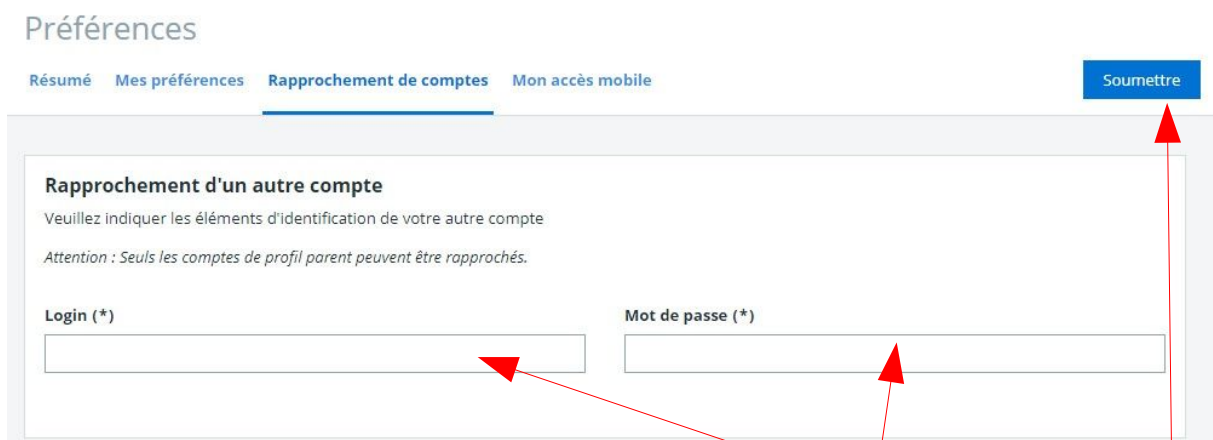 Préférences
Résumé Mes préférences Rapprochement de comptes Mon accès mobile Soumettre
Rapprochement d'un autre compte
Veuillez indiquer les éléments d'identification de votre autre compte
Attention : Seuls les comptes de profil parent peuvent être rapprochés.
Login (*) Mot de passe (*)